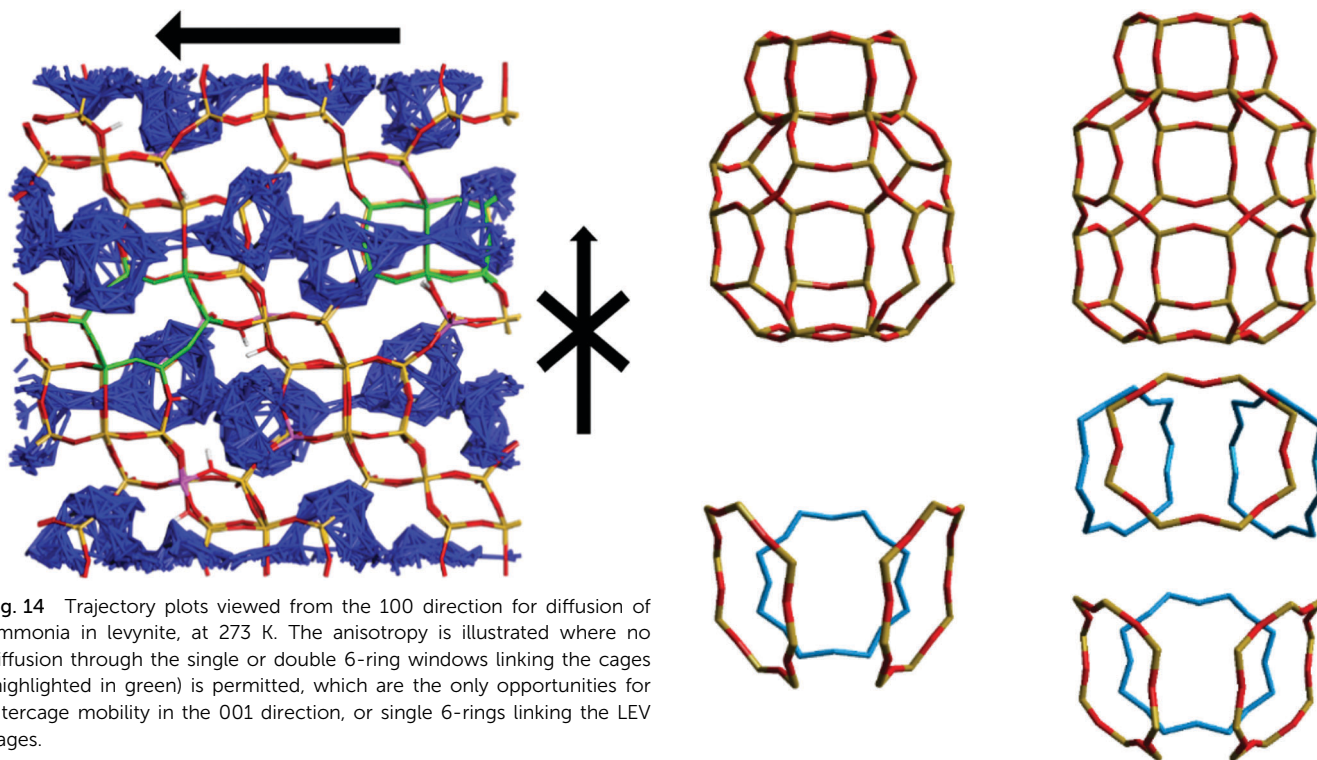 g. 14 Trajectory plots viewed from the 100 direction for diffusion of
mmonia in levynite, at 273 K. The anisotropy is illustrated where no
iffusion through the single or double 6-ring windows linking the cages
highlighted in green) is permitted, which are the only opportunities for
tercage mobility in the 001 direction, or single 6-rings linking the LEV
ages.